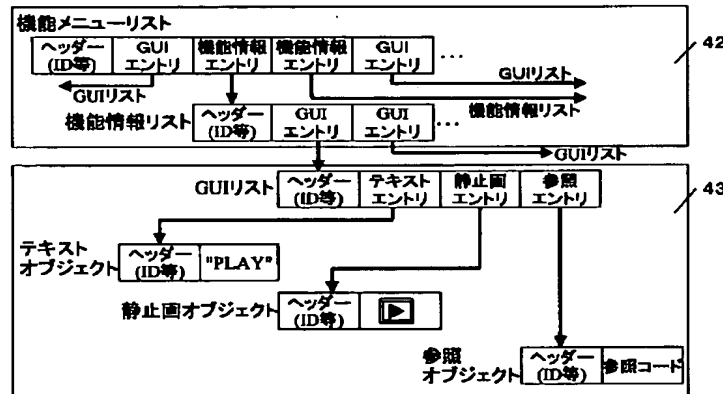 機能メニューリスト
ヘッダー
(ID等)
GUI
エントリ
機能情報
エントリ
機能情報
エントリ
GUI
エントリ
...
42
GUIリスト
GUIリスト
機能情報リスト
機能情報リスト
ヘッダー
(ID等)
GUI
エントリ
GUI
エントリ
...
GUIリスト
43
GUIリスト
ヘッダー
(ID等)
テキスト
エントリ
静止画
エントリ
参照
エントリ
テキスト
オブジェクト
ヘッダー
(ID等)
"PLAY"
静止画オブジェクト
ヘッダー
(ID等)
参照
オブジェクト
ヘッダー
(ID等)
参照コード